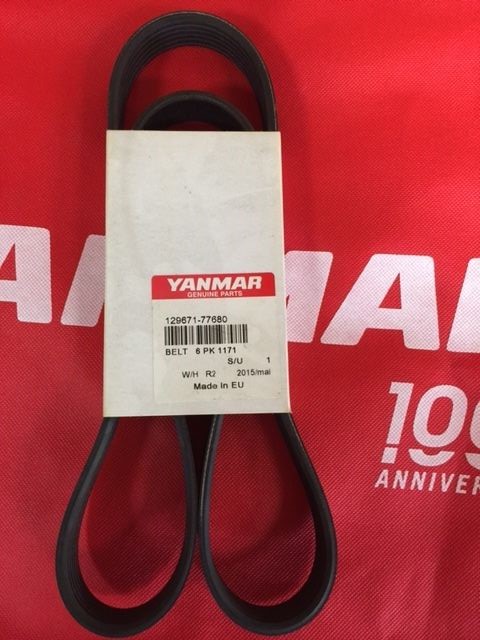 ANMAR
YANMAR
GENUINE PARTS
129671-77680
BELT 6 PK 1171
S/U 1
W/H R2 2015/mai
Made In EU
100
ANNIVER